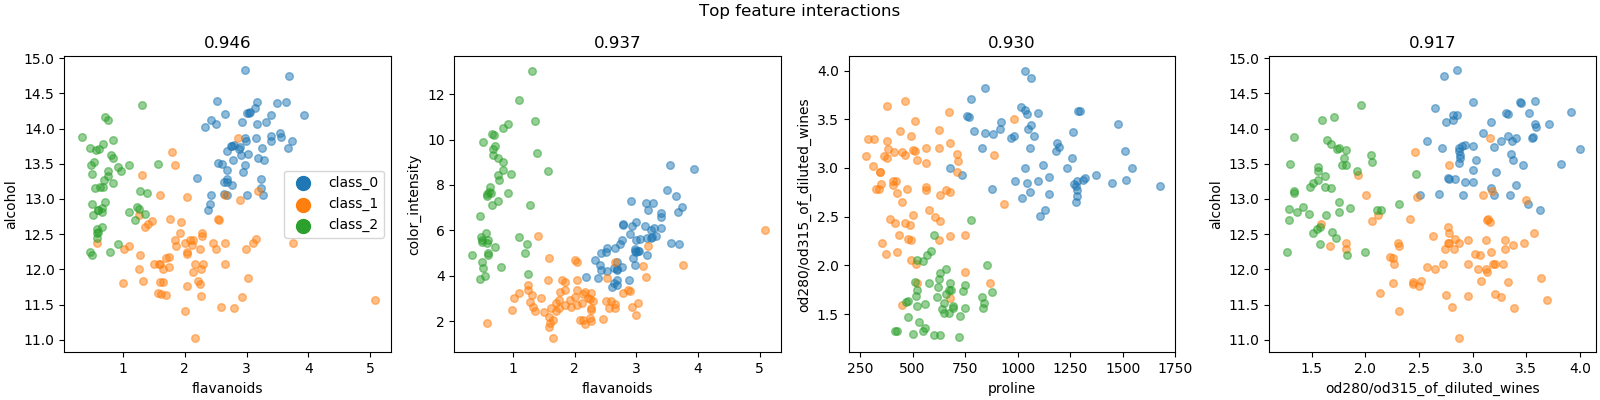 Top feature interactions
0.946
alcohol
15.0
14.5
14.0
13.5
13.0
12.5
12.0
11.5
11.0
class_0
class_1
class_2
1 2 3 4 5
flavanoids
0.937
color_intensity
12
10
8
6
4
2
1 2 3 4 5
flavanoids
0.930
od280/od315_of_diluted_wines
4.0
3.5
3.0
2.5
2.0
1.5
250 500 750 1000 1250 1500 1750
proline
0.917
alcohol
15.0
14.5
14.0
13.5
13.0
12.5
12.0
11.5
11.0
1.5 2.0 2.5 3.0 3.5 4.0
od280/od315_of_diluted_wines